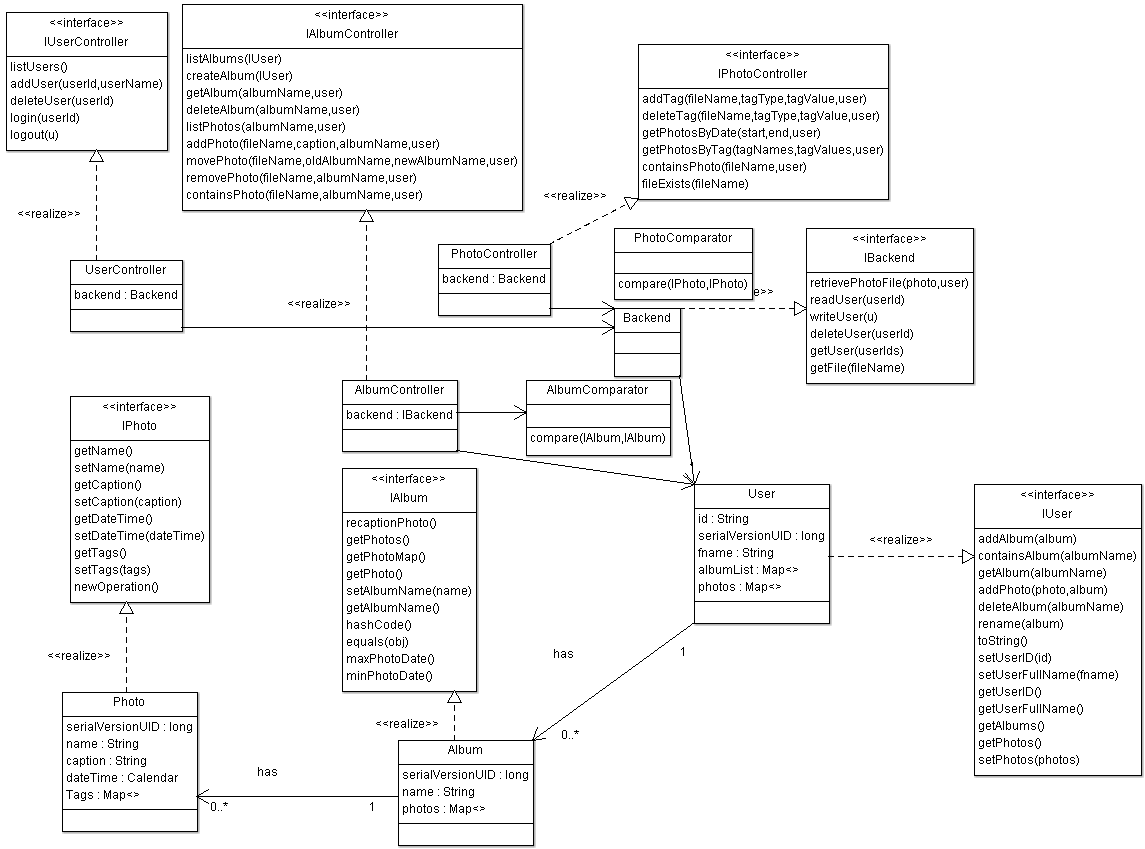 <<interface>>
IUserController
listUsers()
addUser(userId,userName)
deleteUser(userId)
login(userId)
logout(u)
<<interface>>
IAlbumController
listAlbums(IUser)
createAlbum(IUser)
getAlbum(albumName,user)
deleteAlbum(albumName,user)
listPhotos(albumName,user)
addPhoto(fileName,caption,albumName,user)
movePhoto(fileName,oldAlbumName,newAlbumName,user)
removePhoto(fileName,albumName,user)
containsPhoto(fileName,albumName,user)
<<interface>>
IPhotoController
addTag(fileName,tagType,tagValue,user)
deleteTag(fileName,tagType,tagValue,user)
getPhotosByDate(start,end,user)
getPhotosByTag(tagNames,tagValues,user)
containsPhoto(fileName,user)
fileExists(fileName)
<<realize>>
<<realize>>
<<realize>>
UserController
backend : Backend
PhotoController
backend : Backend
PhotoComparator
compare(IPhoto,IPhoto)
e>>
Backend
<<interface>>
IBackend
retrievePhotoFile(photo,user)
readUser(userId)
writeUser(u)
deleteUser(userId)
getUser(userIds)
getFile(fileName)
AlbumController
backend : IBackend
AlbumComparator
compare(IAlbum,IAlbum)
<<interface>>
IPhoto
getName()
setName(name)
getCaption()
setCaption(caption)
getDateTime()
setDateTime(dateTime)
getTags()
setTags(tags)
newOperation()
<<interface>>
IAlbum
recaptionPhoto()
getPhotos()
getPhotoMap()
getPhoto()
setAlbumName(name)
getAlbumName()
hashCode()
equals(obj)
maxPhotoDate()
minPhotoDate()
User
id : String
serialVersionUID : long
fname : String
albumList : Map<>
photos : Map<>
<<realize>>
<<interface>>
IUser
addAlbum(album)
containsAlbum(albumName)
getAlbum(albumName)
addPhoto(photo,album)
deleteAlbum(albumName)
rename(album)
toString()
setUserID(id)
setUserFullName(fname)
getUserID()
getUserFullName()
getAlbums()
getPhotos()
setPhotos(photos)
<<realize>>
has
1
0..*
<<realize>>
Photo
serialVersionUID : long
name : String
caption : String
dateTime : Calendar
Tags : Map<>
has
0..*
1
Album
serialVersionUID : long
name : String
photos : Map<>